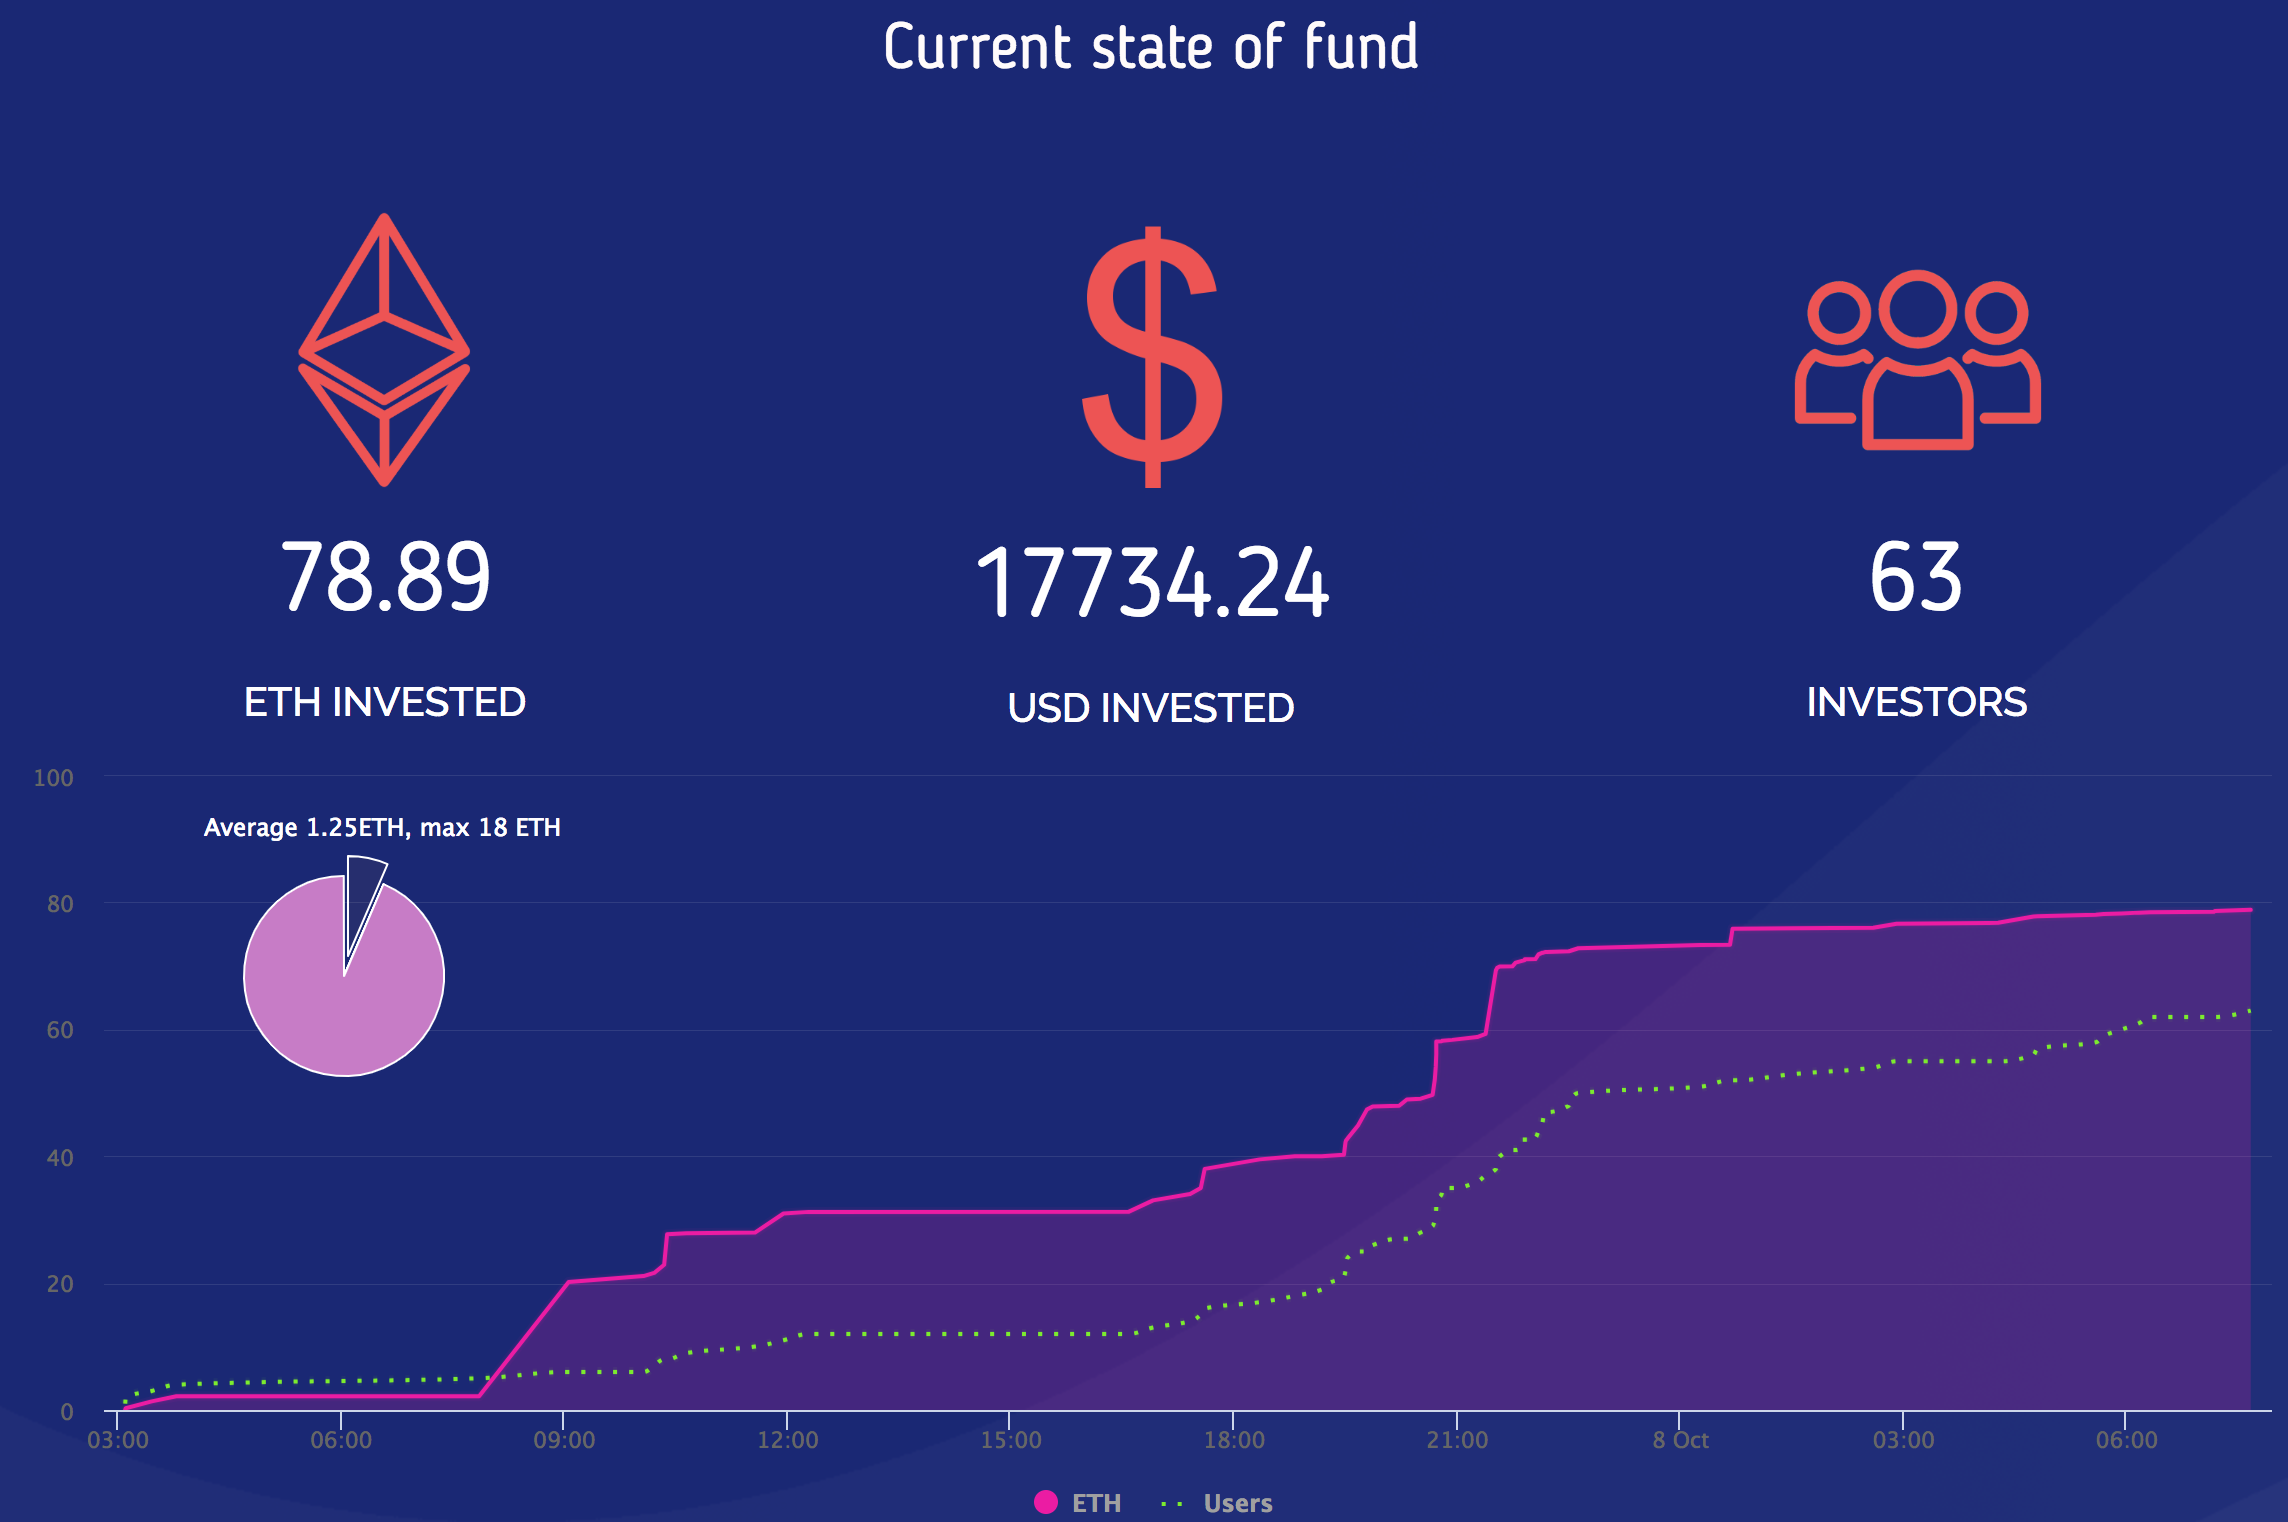 Current state of fund
78.89
17734.24
63
ETH INVESTED
USD INVESTED
INVESTORS
100
Average 1.25ETH, max 18 ETH
80
60
40
20
0
03:00 06:00 09:00 12:00 15:00 18:00 21:00 8 Oct 03:00 06:00
ETH Users